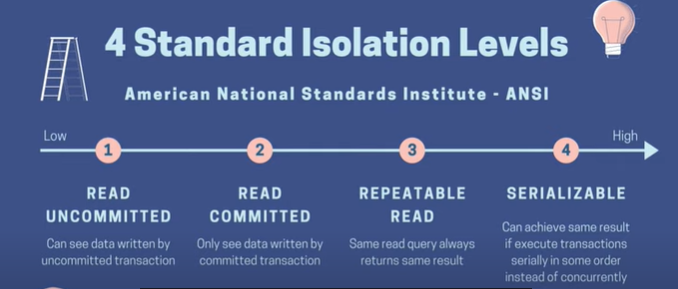 4 Standard Isolation Levels
American National Standards Institute - ANSI
Low
High
1
2
3
4
READ
UNCOMMITTED
Can see data written by
uncommitted transaction
READ
COMMITTED
Only see data written by
committed transaction
REPEATABLE
READ
Same read query always
returns same result
SERIALIZABLE
Can achieve same result
if execute transactions
serially in some order
instead of concurrently